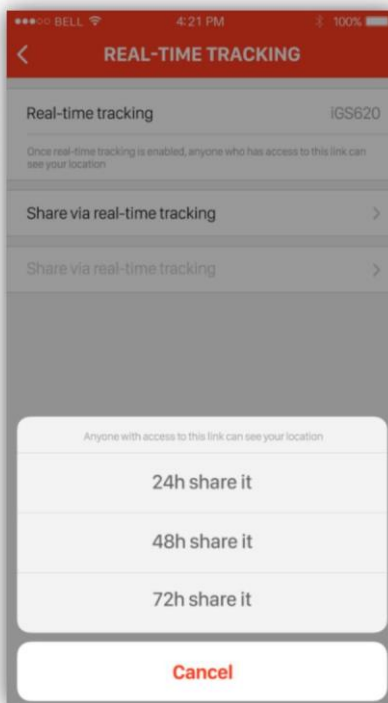 BELL 4:21 PM 100%
REAL-TIME TRACKING
Real-time tracking iGS620
Once real-time tracking is enabled, anyone who has access to this link can
see your location
Share via real-time tracking
Share via real-time tracking
Anyone with access to this link can see your location
24h share it
48h share it
72h share it
Cancel